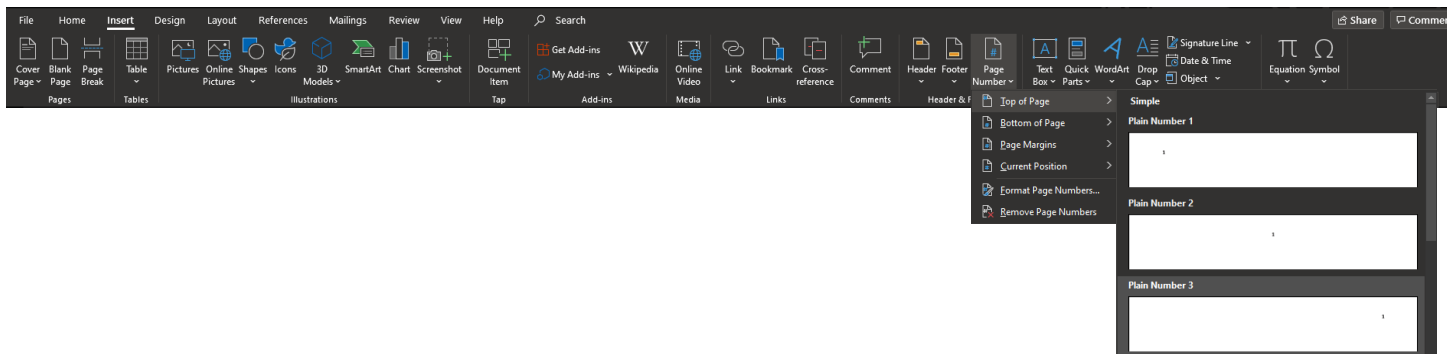 File Home Insert Design Layout References Mailings Review View Help Search Share Comme
Cover Page
Blank Page
Page Break
Pages
Table
Tables
Pictures
Online Pictures
Shapes
Icons
3D Models
SmartArt
Chart
Screenshot
Illustrations
Document Item
Tap
Get Add-ins
My Add-ins
W
Wikipedia
Add-ins
Online Video
Media
Link
Bookmark
Cross-reference
Links
Comment
Comments
Header
Footer
Page Number
Header & F
Text Box
Quick Parts
WordArt
Drop Cap
Signature Line
Date & Time
Object
Equation
Symbol
Top of Page
Bottom of Page
Page Margins
Current Position
Format Page Numbers...
Remove Page Numbers
Simple
Plain Number 1
1
Plain Number 2
1
Plain Number 3
1